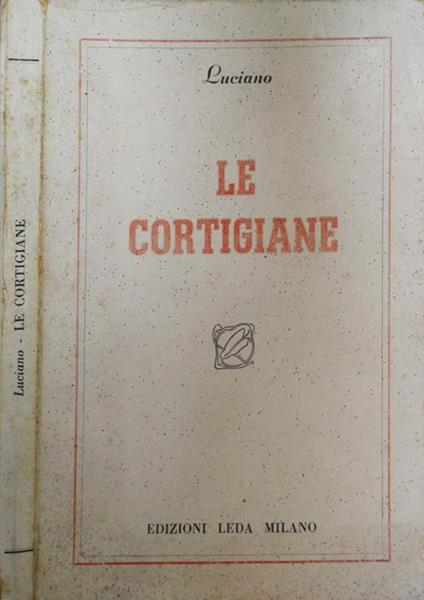 Luciano - LE CORTIGIANE
Luciano
LE
CORTIGIANE
EDIZIONI LEDA MILANO